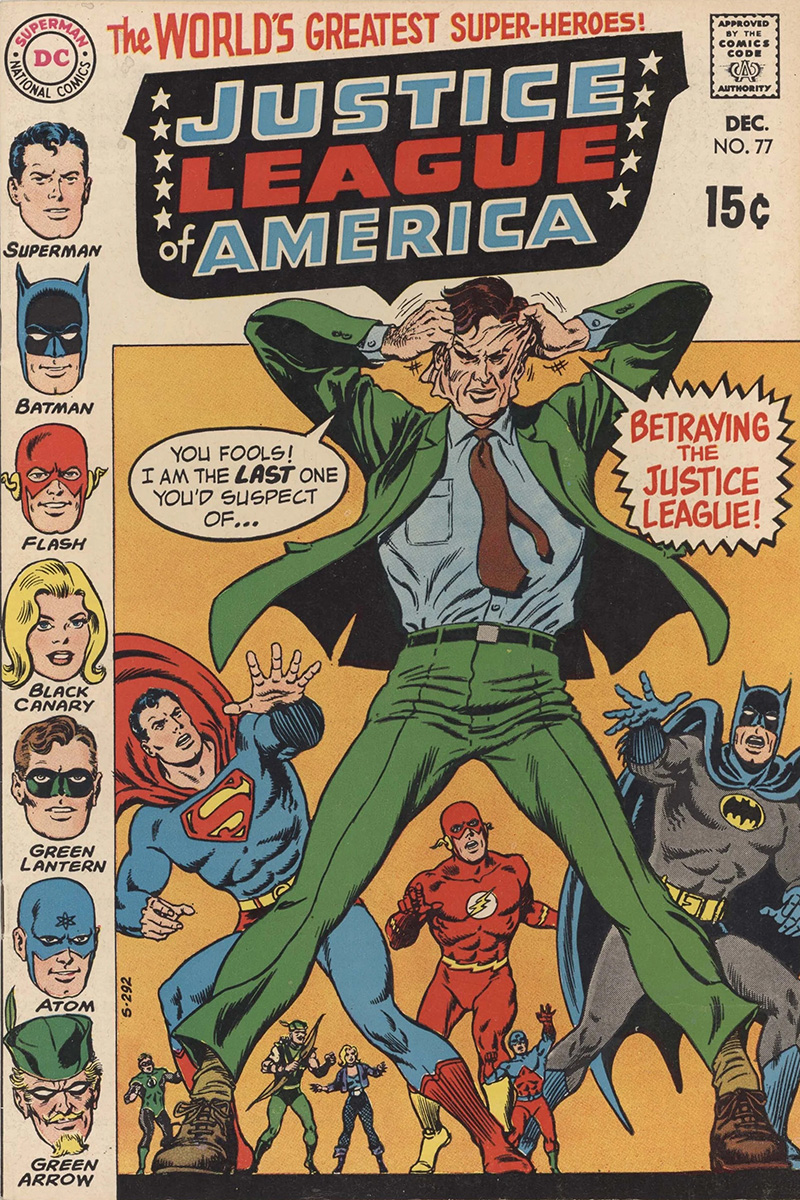 SUPERMAN
DC
NATIONAL COMICS
The WORLD'S GREATEST SUPER-HEROES!
APPROVED
BY THE
COMICS
CODE
CA
AUTHORITY
JUSTICE
LEAGUE
of AMERICA
DEC.
NO. 77
15¢
SUPERMAN
BATMAN
FLASH
BLACK
CANARY
GREEN
LANTERN
ATOM
GREEN
ARROW
YOU FOOLS!
I AM THE LAST ONE
YOU'D SUSPECT
OF...
BETRAYING
THE
JUSTICE
LEAGUE!
S
S-292